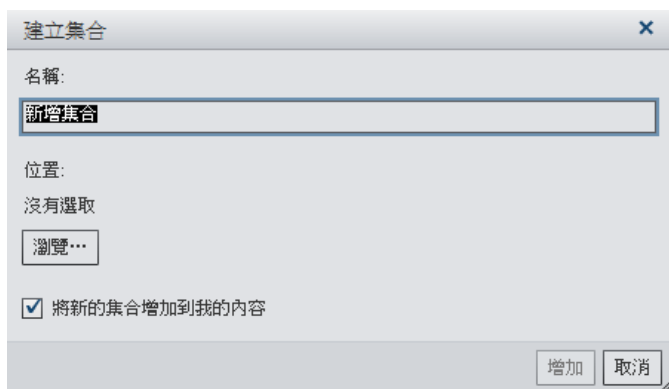 建立集合
名稱:
新增集合
位置:
沒有選取
瀏覽…
將新的集合增加到我的內容
增加 取消